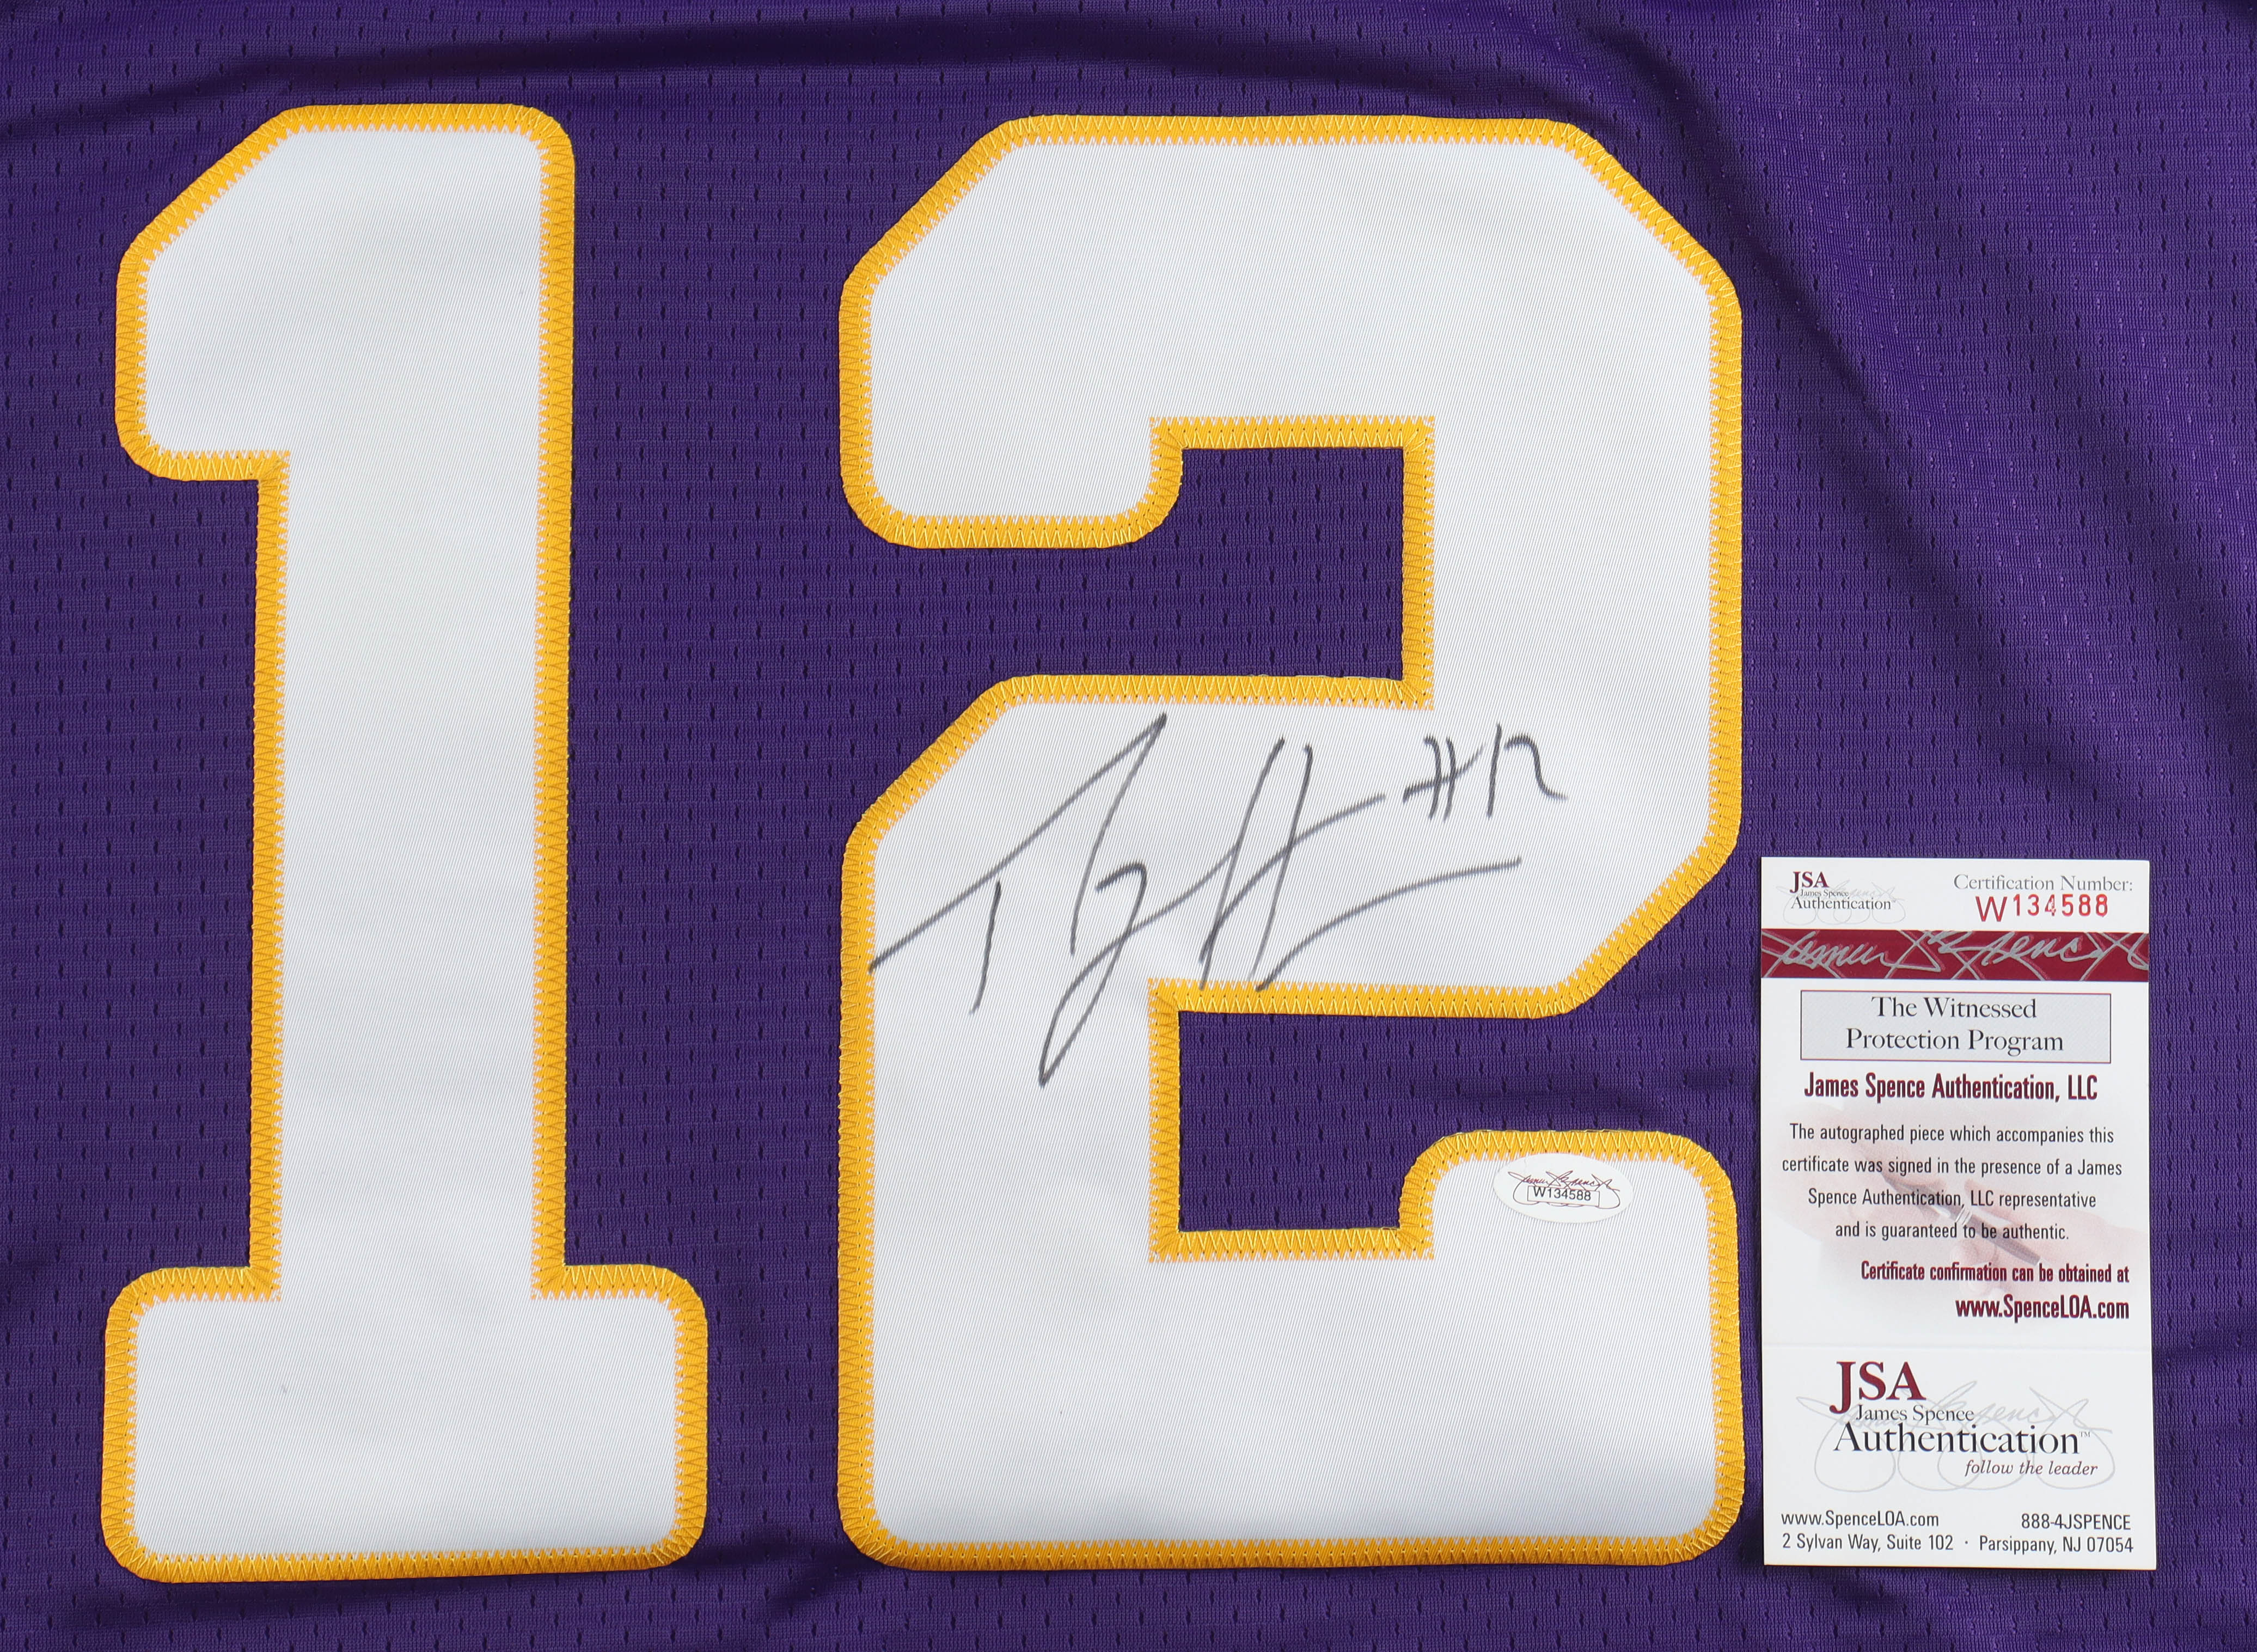 12
T.J. H #12
JSA
James Spence
Authentication
Certification Number:
W134588
James Spence
The Witnessed
Protection Program
James Spence Authentication, LLC
The autographed piece which accompanies this
certificate was signed in the presence of a James
Spence Authentication, LLC representative
and is guaranteed to be authentic.
Certificate confirmation can be obtained at
www.SpenceLOA.com
W134588
JSA
James Spence
Authentication™
follow the leader
www.SpenceLOA.com 888-4JSPENCE
2 Sylvan Way, Suite 102 · Parsippany, NJ 07054